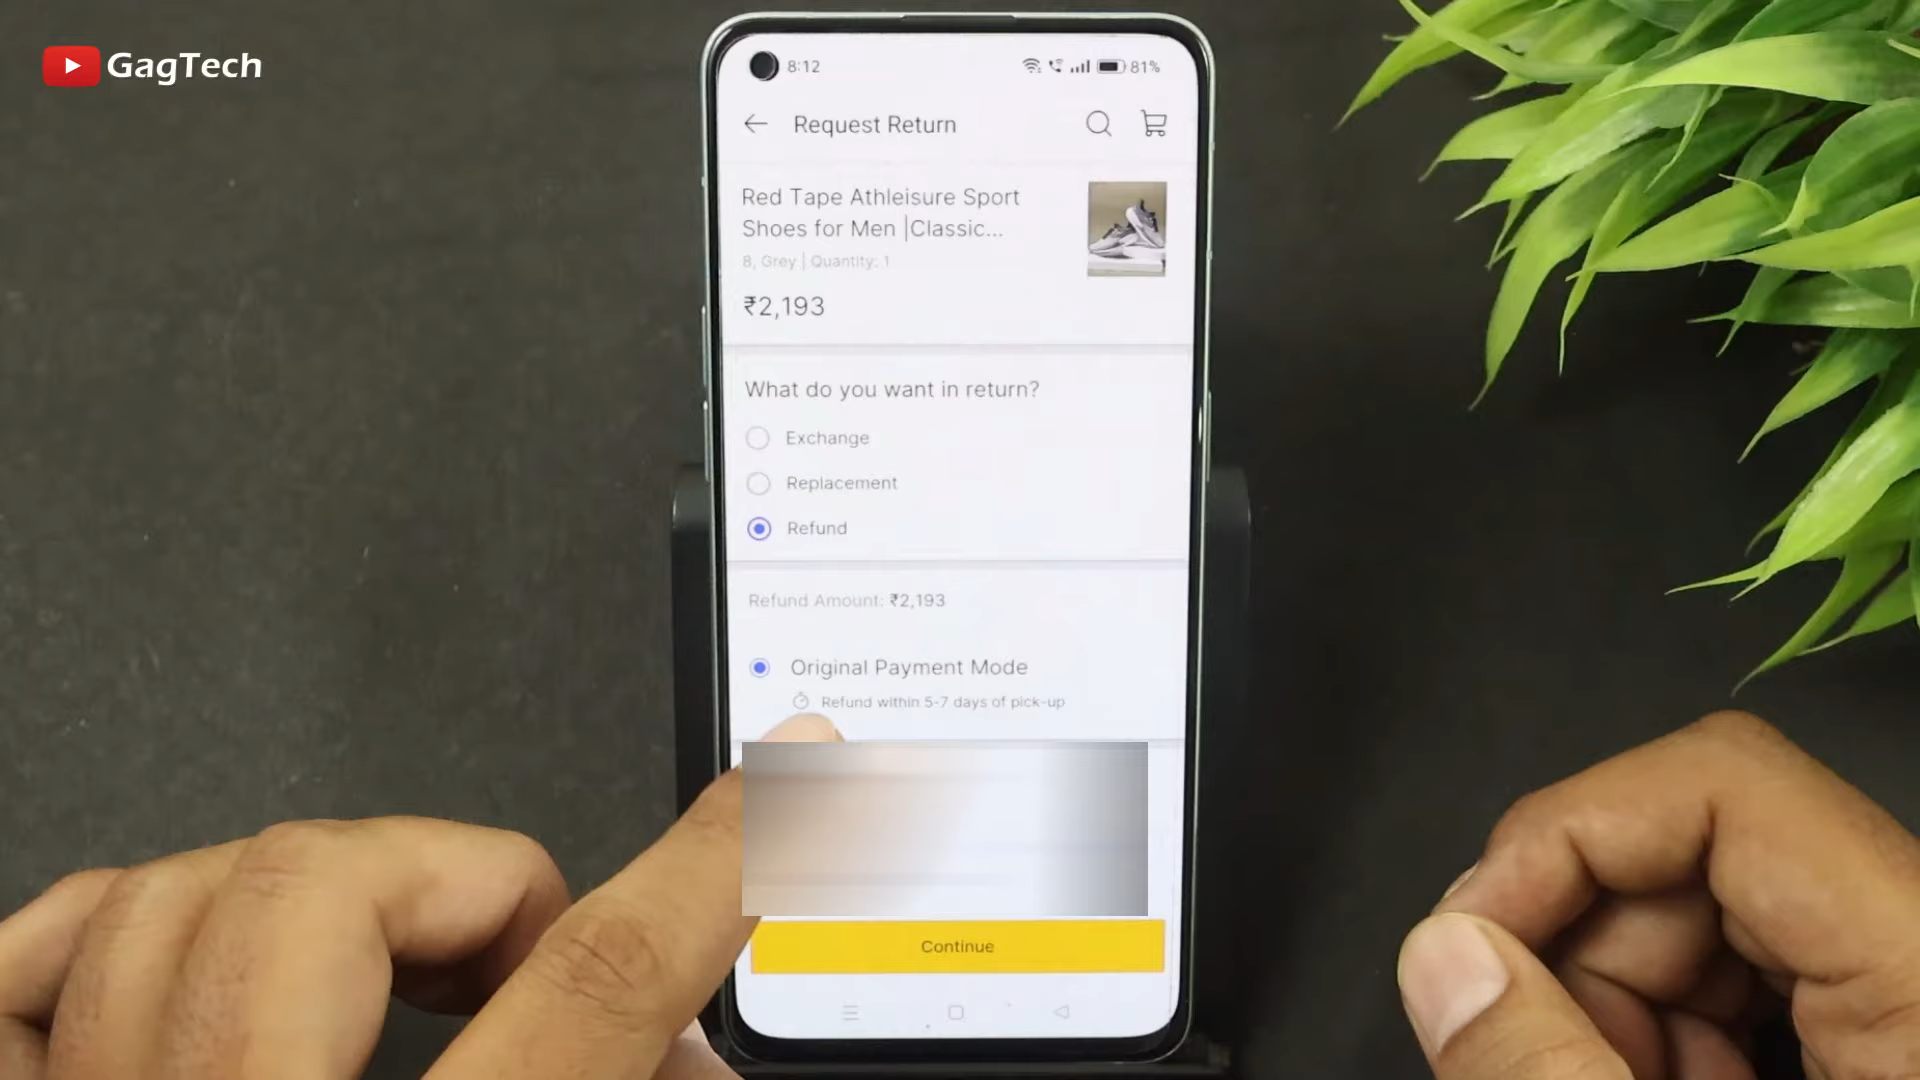 GagTech
8:12
81%
Request Return
Red Tape Athleisure Sport
Shoes for Men |Classic...
8, Grey | Quantity: 1
₹2,193
What do you want in return?
Exchange
Replacement
Refund
Refund Amount: ₹2,193
Original Payment Mode
Refund within 5-7 days of pick-up
Continue